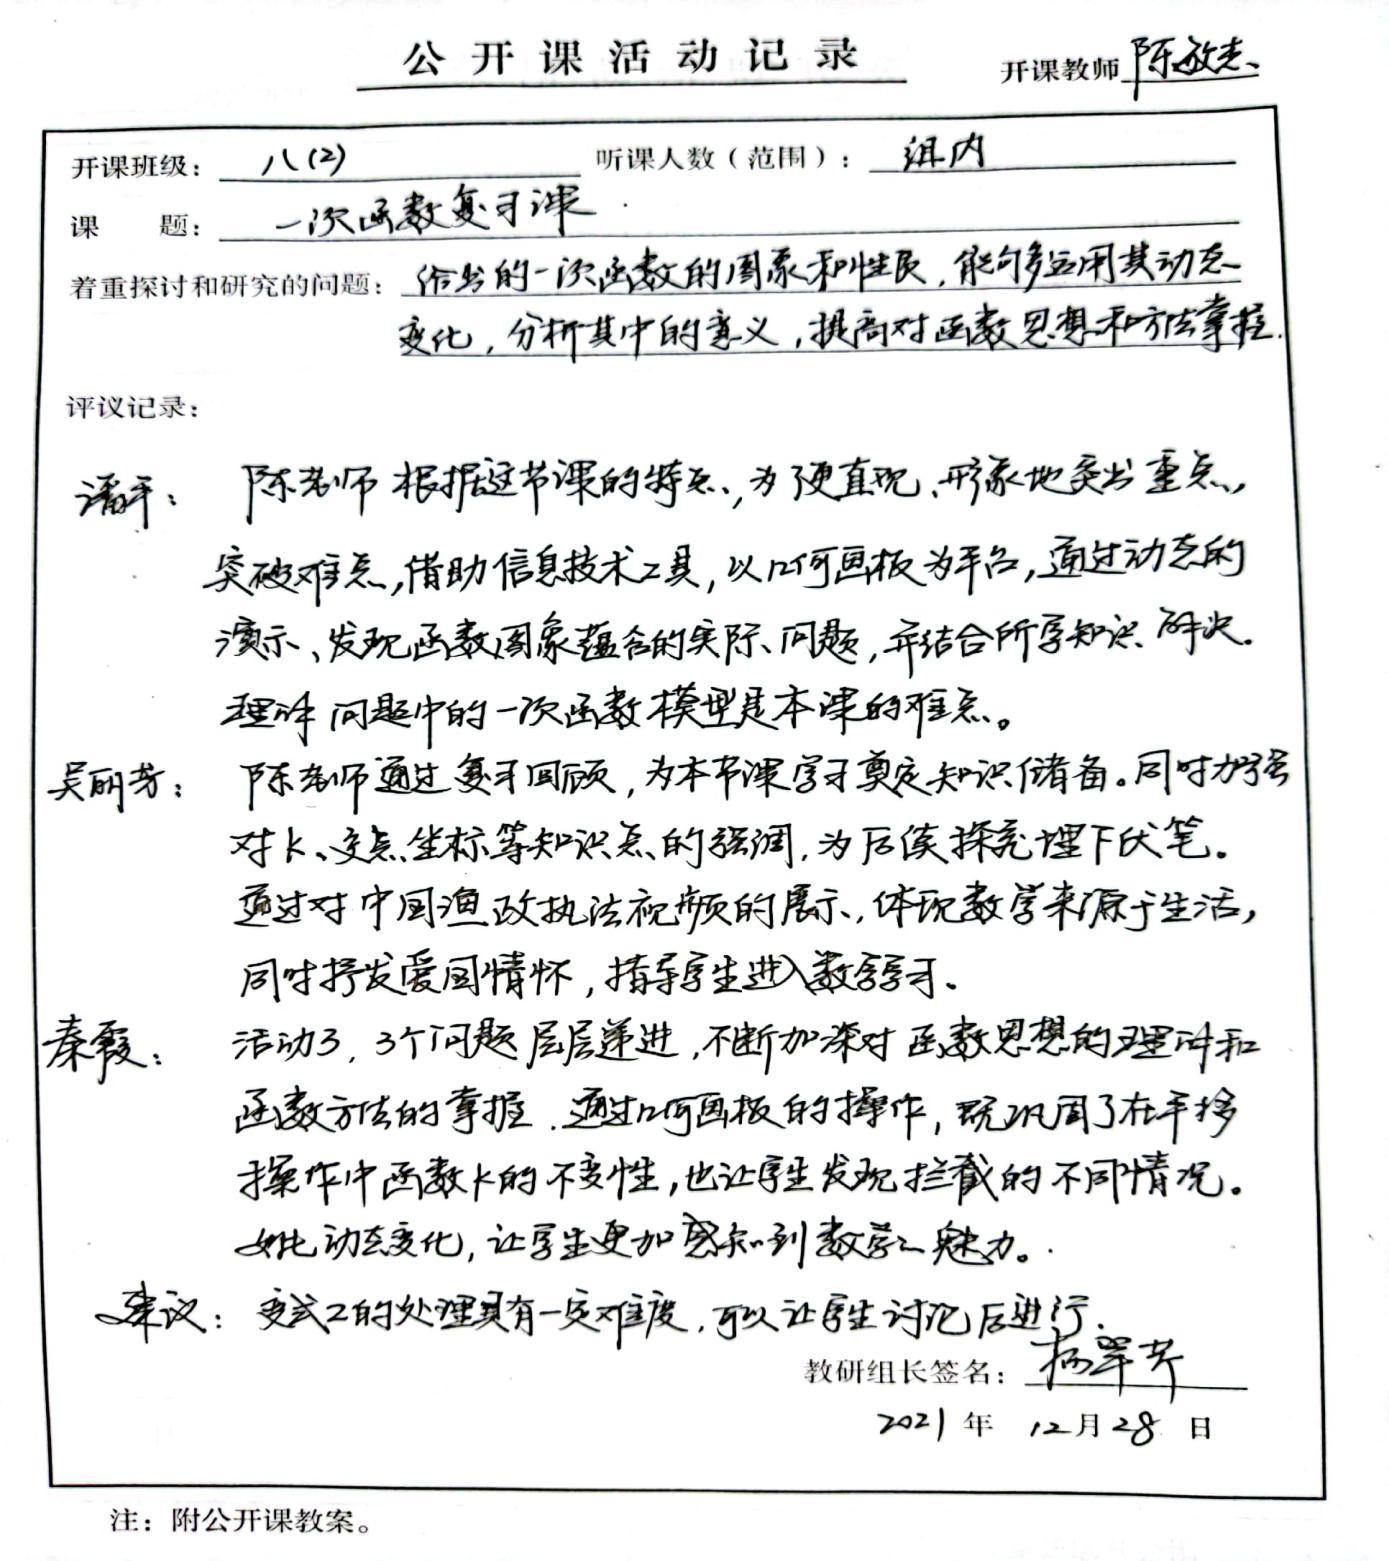 公开课活动记录
开课教师 陈敏志
开课班级： 八(2) 听课人数（范围）： 组内
课 题： 一次函数复习课
着重探讨和研究的问题： 给出的一次函数的图象和性质，能够运用其动态
变化，分析其中的意义，提高对函数思想和方法掌握.
评议记录：
潘平： 陈老师根据这节课的特点，为了更直观、形象地突出重点，
突破难点，借助信息技术工具，以几何画板为平台，通过动态的
演示、发现函数图象蕴含的实际问题，并结合所学知识解决.
理解问题中的一次函数模型是本课的难点。
吴丽芳： 陈老师通过复习回顾，为本节课学习奠定知识储备。同时加强
对k、交点坐标等知识点的强调，为后续探究埋下伏笔。
通过对中国渔政执法视频的展示，体现数学来源于生活，
同时抒发爱国情怀，指导学生进入数学学习。
秦霞： 活动3，3个问题层层递进，不断加深对函数思想的理解和
函数方法的掌握．通过几何画板的操作，既巩固了在平移
操作中函数k的不变性，也让学生发现拦截的不同情况。
如此动态变化，让学生更加感知到数学之魅力。
建议： 变式2的处理具有一定难度，可以让学生讨论后进行.
教研组长签名： 杨翠芹
2021 年 12 月 28 日
注：附公开课教案。